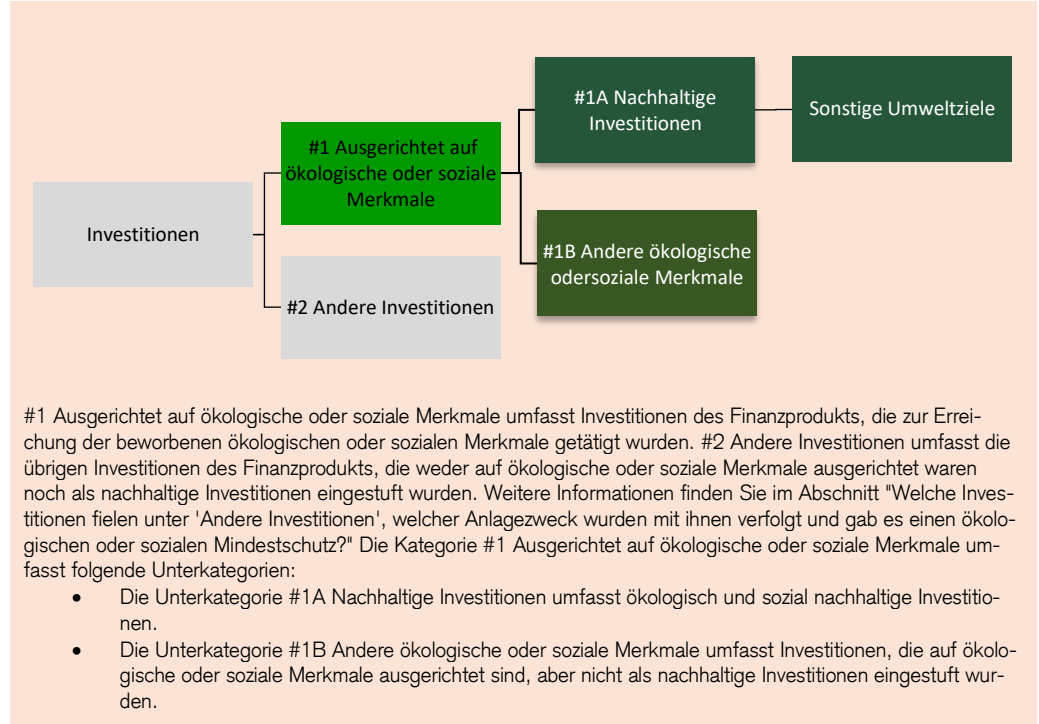 #1A Nachhaltige
Investitionen
Sonstige Umweltziele
#1 Ausgerichtet auf
ökologische oder soziale
Merkmale
Investitionen
#1B Andere ökologische
odersoziale Merkmale
#2 Andere Investitionen
#1 Ausgerichtet auf ökologische oder soziale Merkmale umfasst Investitionen des Finanzprodukts, die zur Errei-
chung der beworbenen ökologischen oder sozialen Merkmale getätigt wurden. #2 Andere Investitionen umfasst die
übrigen Investitionen des Finanzprodukts, die weder auf ökologische oder soziale Merkmale ausgerichtet waren
noch als nachhaltige Investitionen eingestuft wurden. Weitere Informationen finden Sie im Abschnitt "Welche Inves-
titionen fielen unter 'Andere Investitionen', welcher Anlagezweck wurden mit ihnen verfolgt und gab es einen ökolo-
gischen oder sozialen Mindestschutz?" Die Kategorie #1 Ausgerichtet auf ökologische oder soziale Merkmale um-
fasst folgende Unterkategorien:
• Die Unterkategorie #1A Nachhaltige Investitionen umfasst ökologisch und sozial nachhaltige Investitio-
nen.
• Die Unterkategorie #1B Andere ökologische oder soziale Merkmale umfasst Investitionen, die auf ökolo-
gische oder soziale Merkmale ausgerichtet sind, aber nicht als nachhaltige Investitionen eingestuft wur-
den.